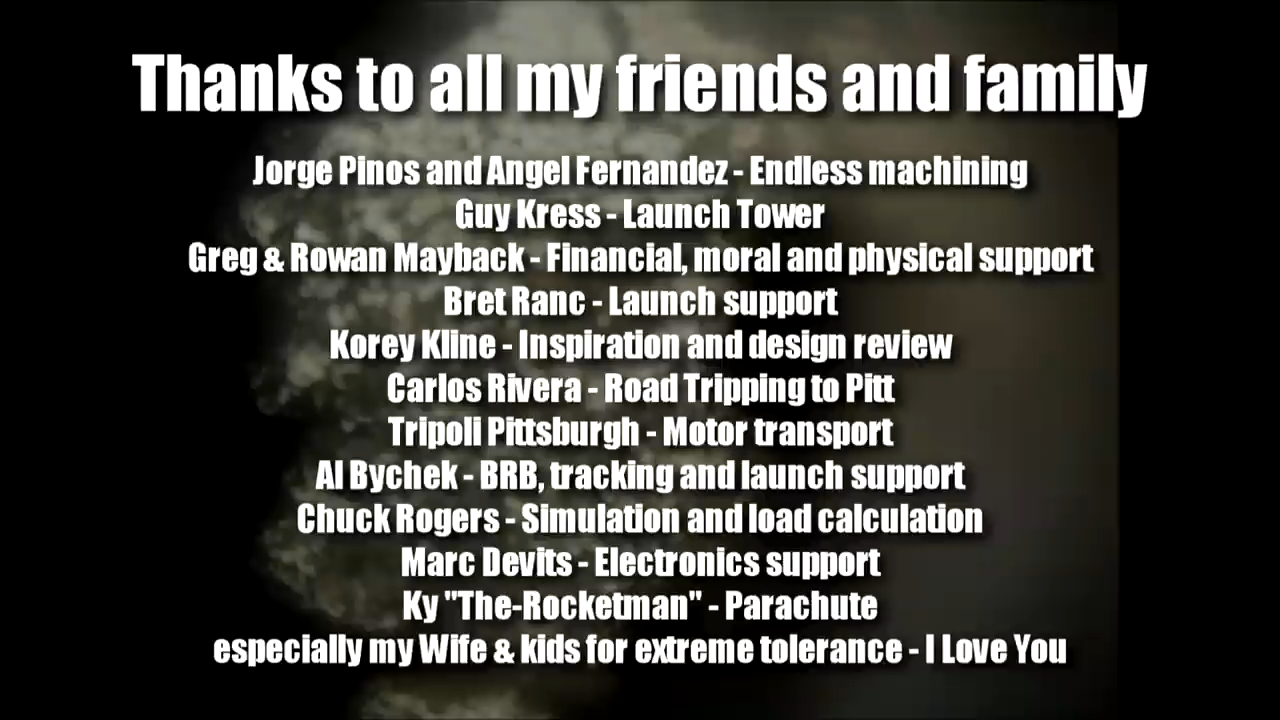 Thanks to all my friends and family
Jorge Pinos and Angel Fernandez - Endless machining
Guy Kress - Launch Tower
Greg & Rowan Mayback - Financial, moral and physical support
Bret Ranc - Launch support
Korey Kline - Inspiration and design review
Carlos Rivera - Road Tripping to Pitt
Tripoli Pittsburgh - Motor transport
Al Bychek - BRB, tracking and launch support
Chuck Rogers - Simulation and load calculation
Marc Devits - Electronics support
Ky "The-Rocketman" - Parachute
especially my Wife & kids for extreme tolerance - I Love You